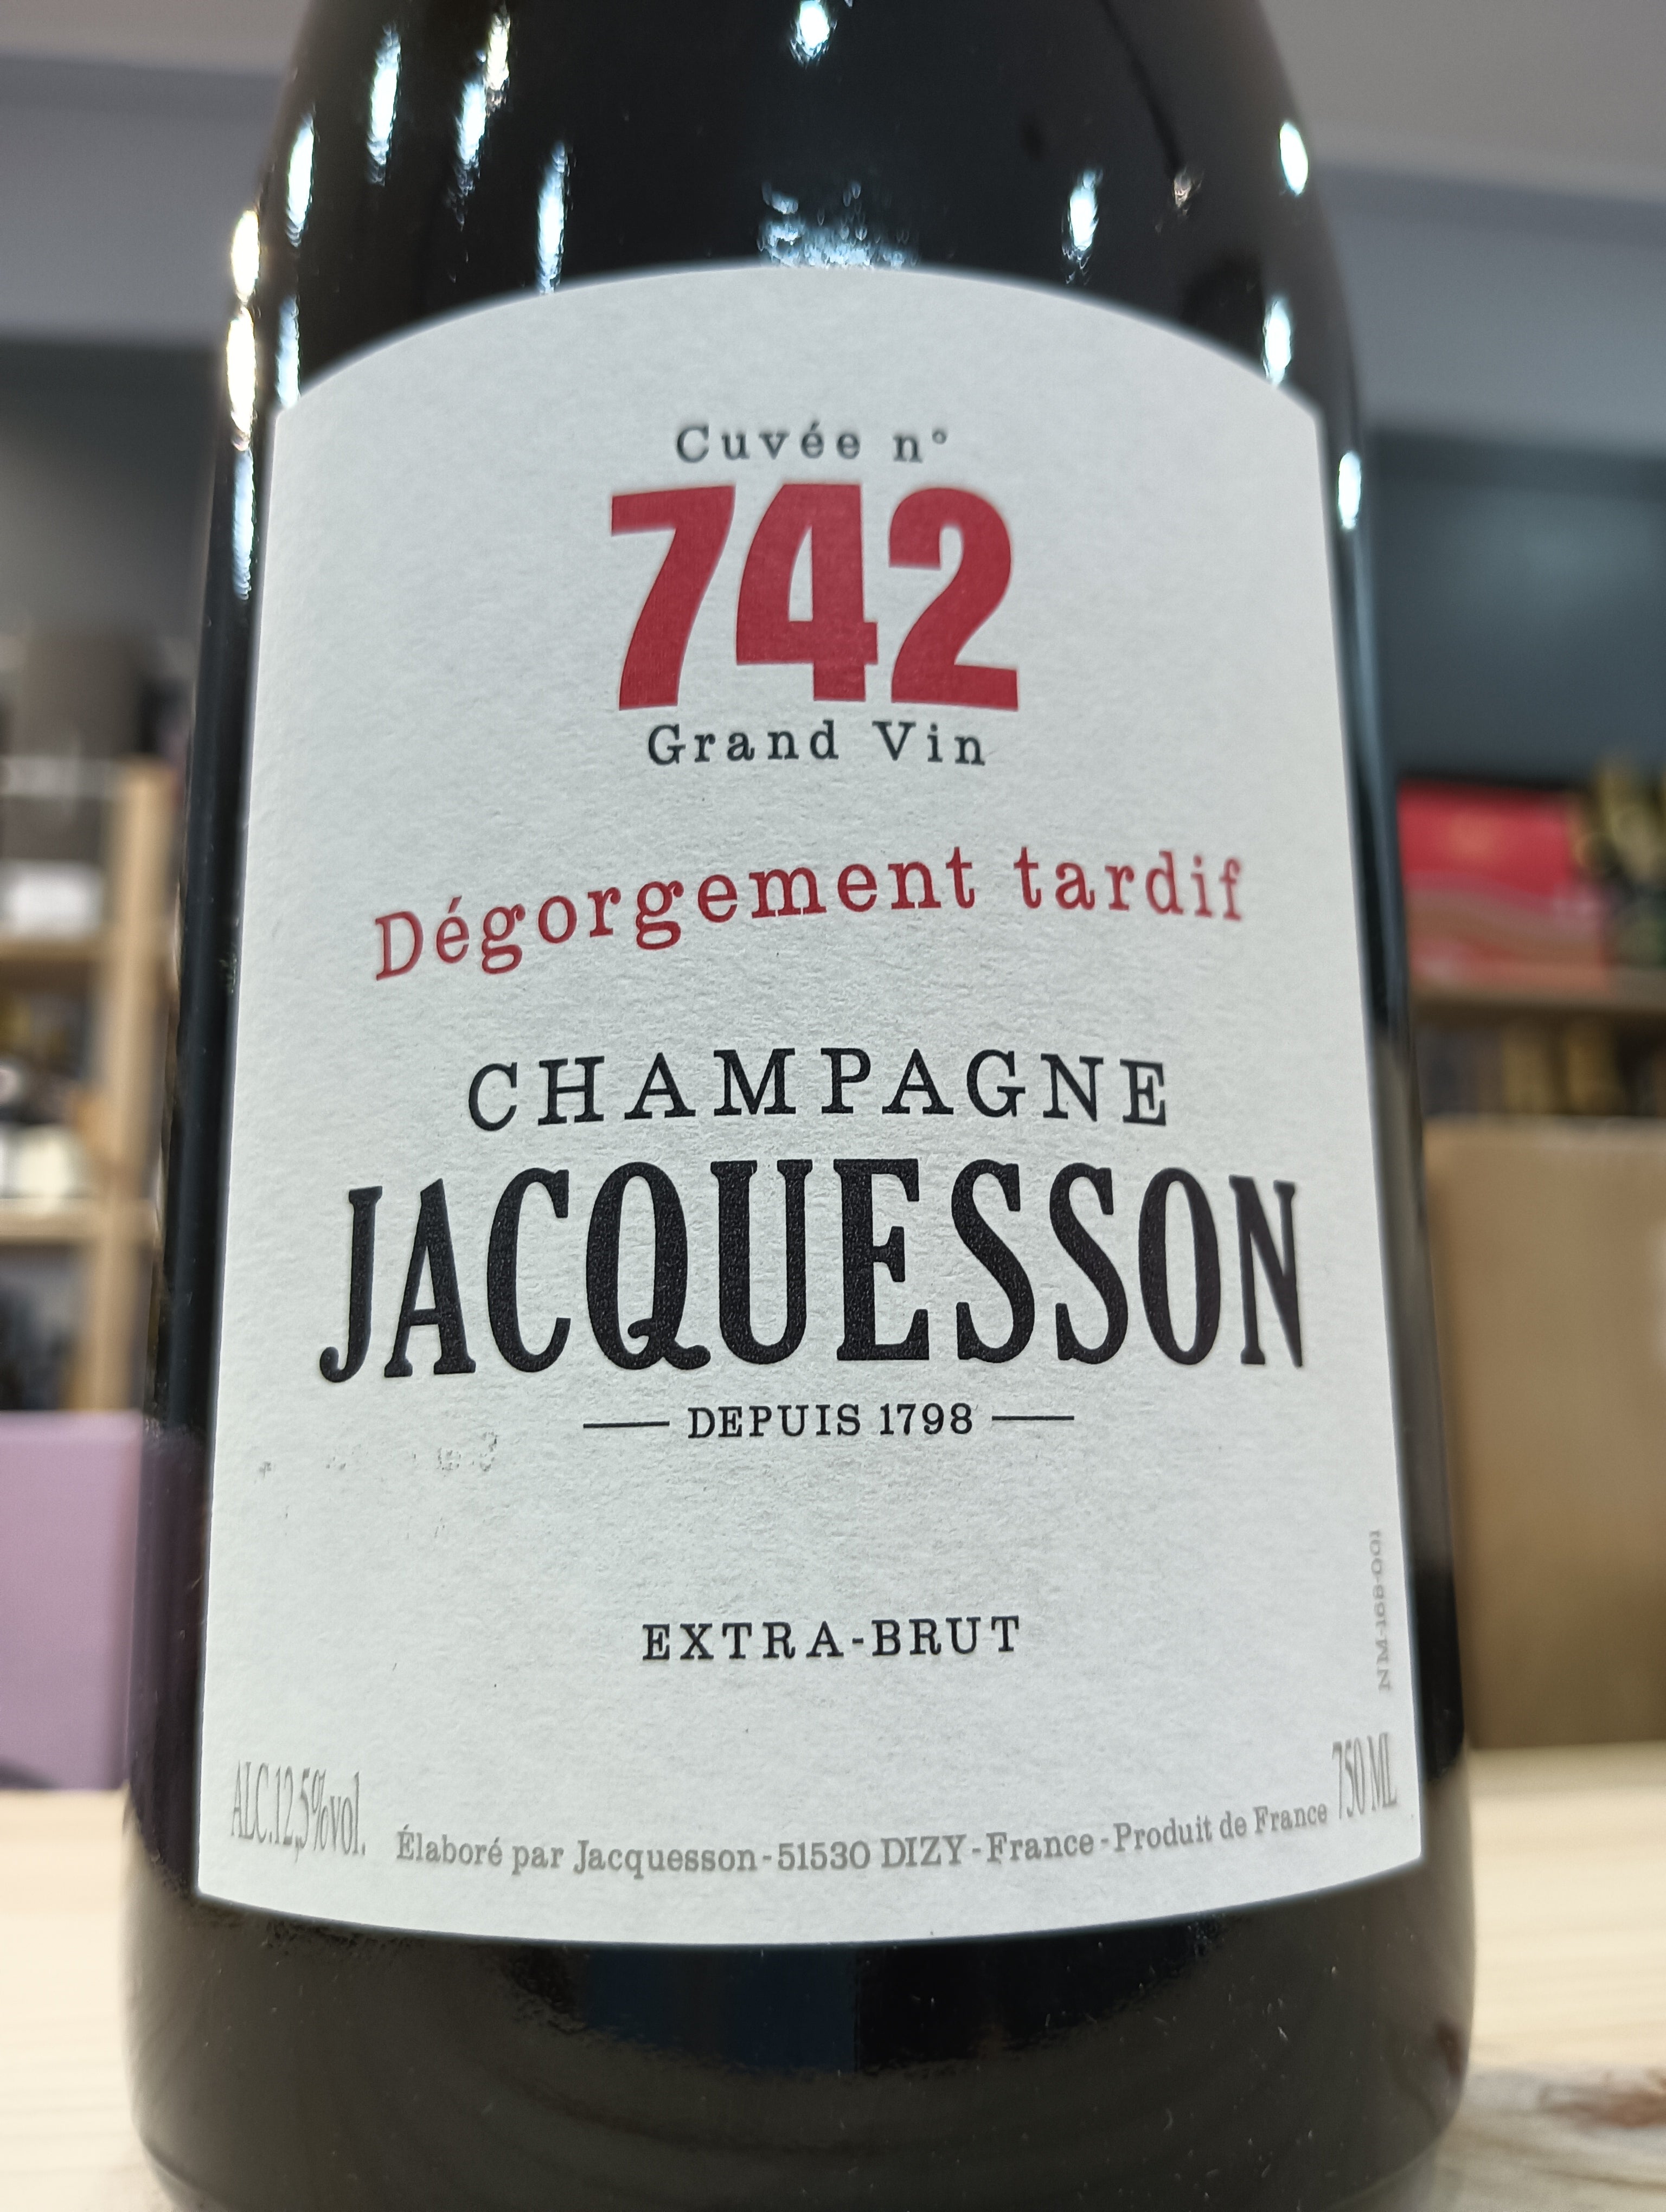 Cuvée n°
742
Grand Vin
Dégorgement tardif
CHAMPAGNE
JACQUESSON
DEPUIS 1798
EXTRA-BRUT
NM-168-001
ALC.12,5%vol.
Élaboré par Jacquesson - 51530 DIZY - France - Produit de France
750 ML